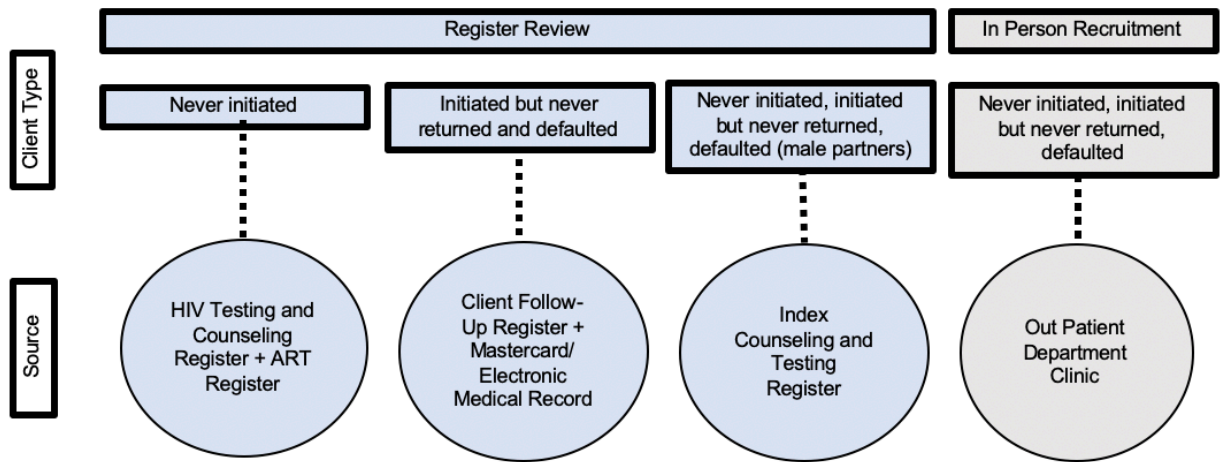 Register Review
In Person Recruitment
Client Type
Never initiated
Initiated but never
returned and defaulted
Never initiated, initiated
but never returned,
defaulted (male partners)
Never initiated, initiated
but never returned,
defaulted
Source
HIV Testing and
Counseling
Register + ART
Register
Client Follow-
Up Register +
Mastercard/
Electronic
Medical Record
Index
Counseling and
Testing
Register
Out Patient
Department
Clinic